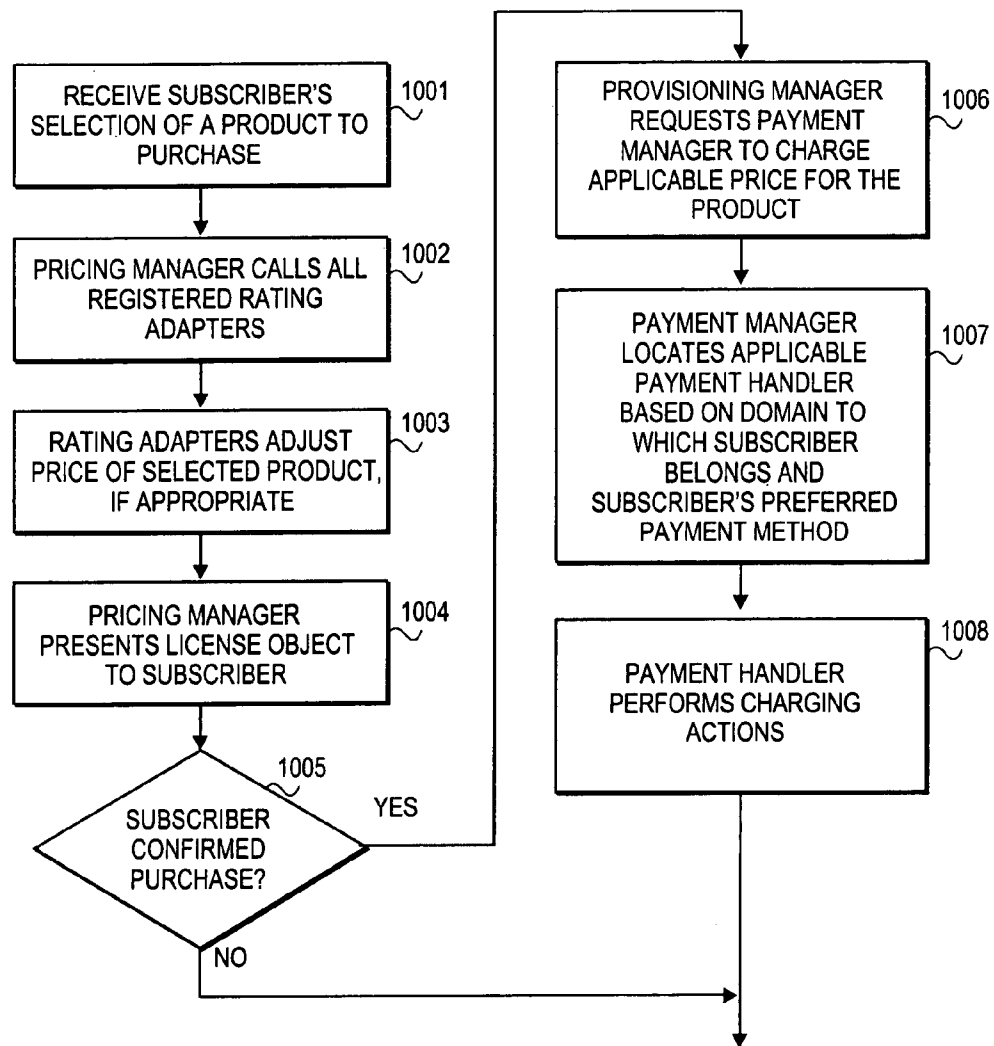 RECEIVE SUBSCRIBER'S
SELECTION OF A PRODUCT TO
PURCHASE
1001
PRICING MANAGER CALLS ALL
REGISTERED RATING
ADAPTERS
1002
RATING ADAPTERS ADJUST
PRICE OF SELECTED PRODUCT,
IF APPROPRIATE
1003
PRICING MANAGER
PRESENTS LICENSE OBJECT
TO SUBSCRIBER
1004
SUBSCRIBER
CONFIRMED
PURCHASE?
1005
YES
NO
PROVISIONING MANAGER
REQUESTS PAYMENT
MANAGER TO CHARGE
APPLICABLE PRICE FOR THE
PRODUCT
1006
PAYMENT MANAGER
LOCATES APPLICABLE
PAYMENT HANDLER
BASED ON DOMAIN TO
WHICH SUBSCRIBER
BELONGS AND
SUBSCRIBER'S PREFERRED
PAYMENT METHOD
1007
PAYMENT HANDLER
PERFORMS CHARGING
ACTIONS
1008